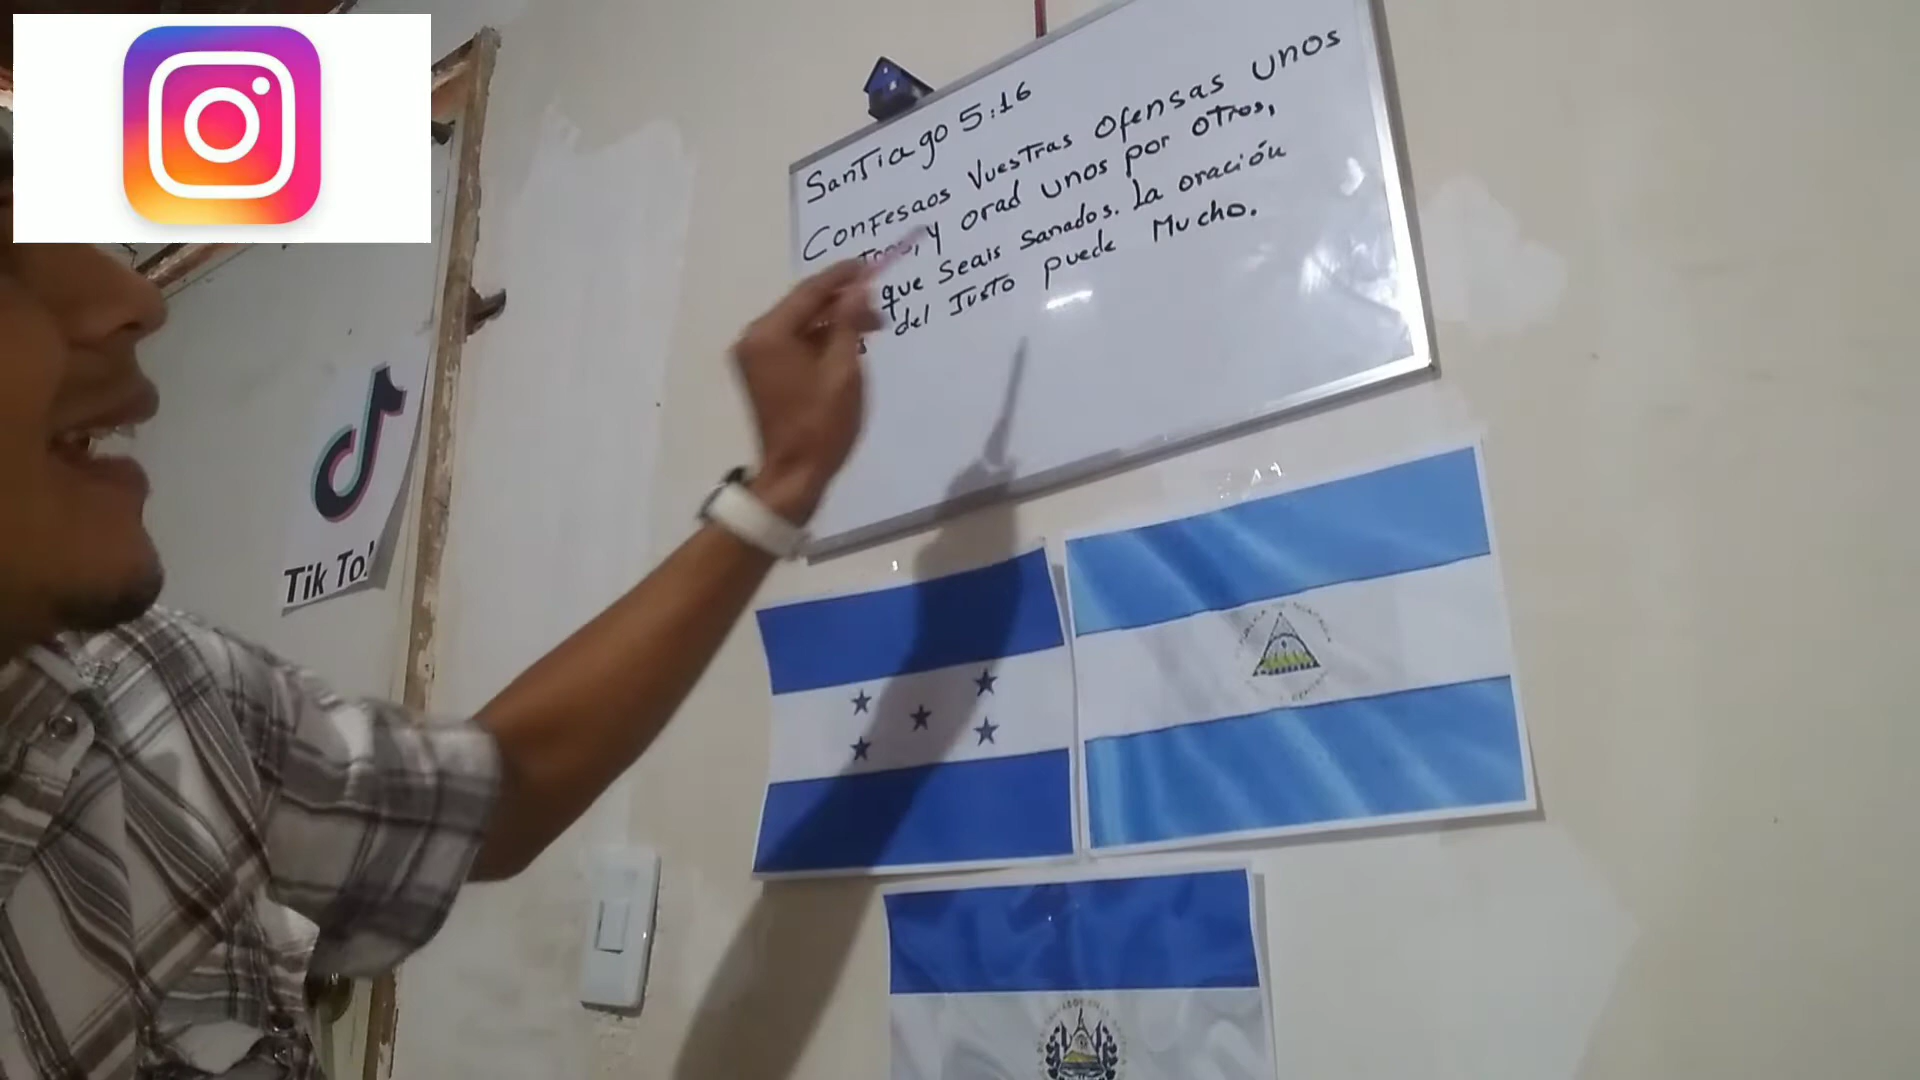 Santiago 5:16
Confesaos Vuestras Ofensas Unos
y orad unos por otros,
que Seais Sanados. La oración
del Justo puede Mucho.
Tik To